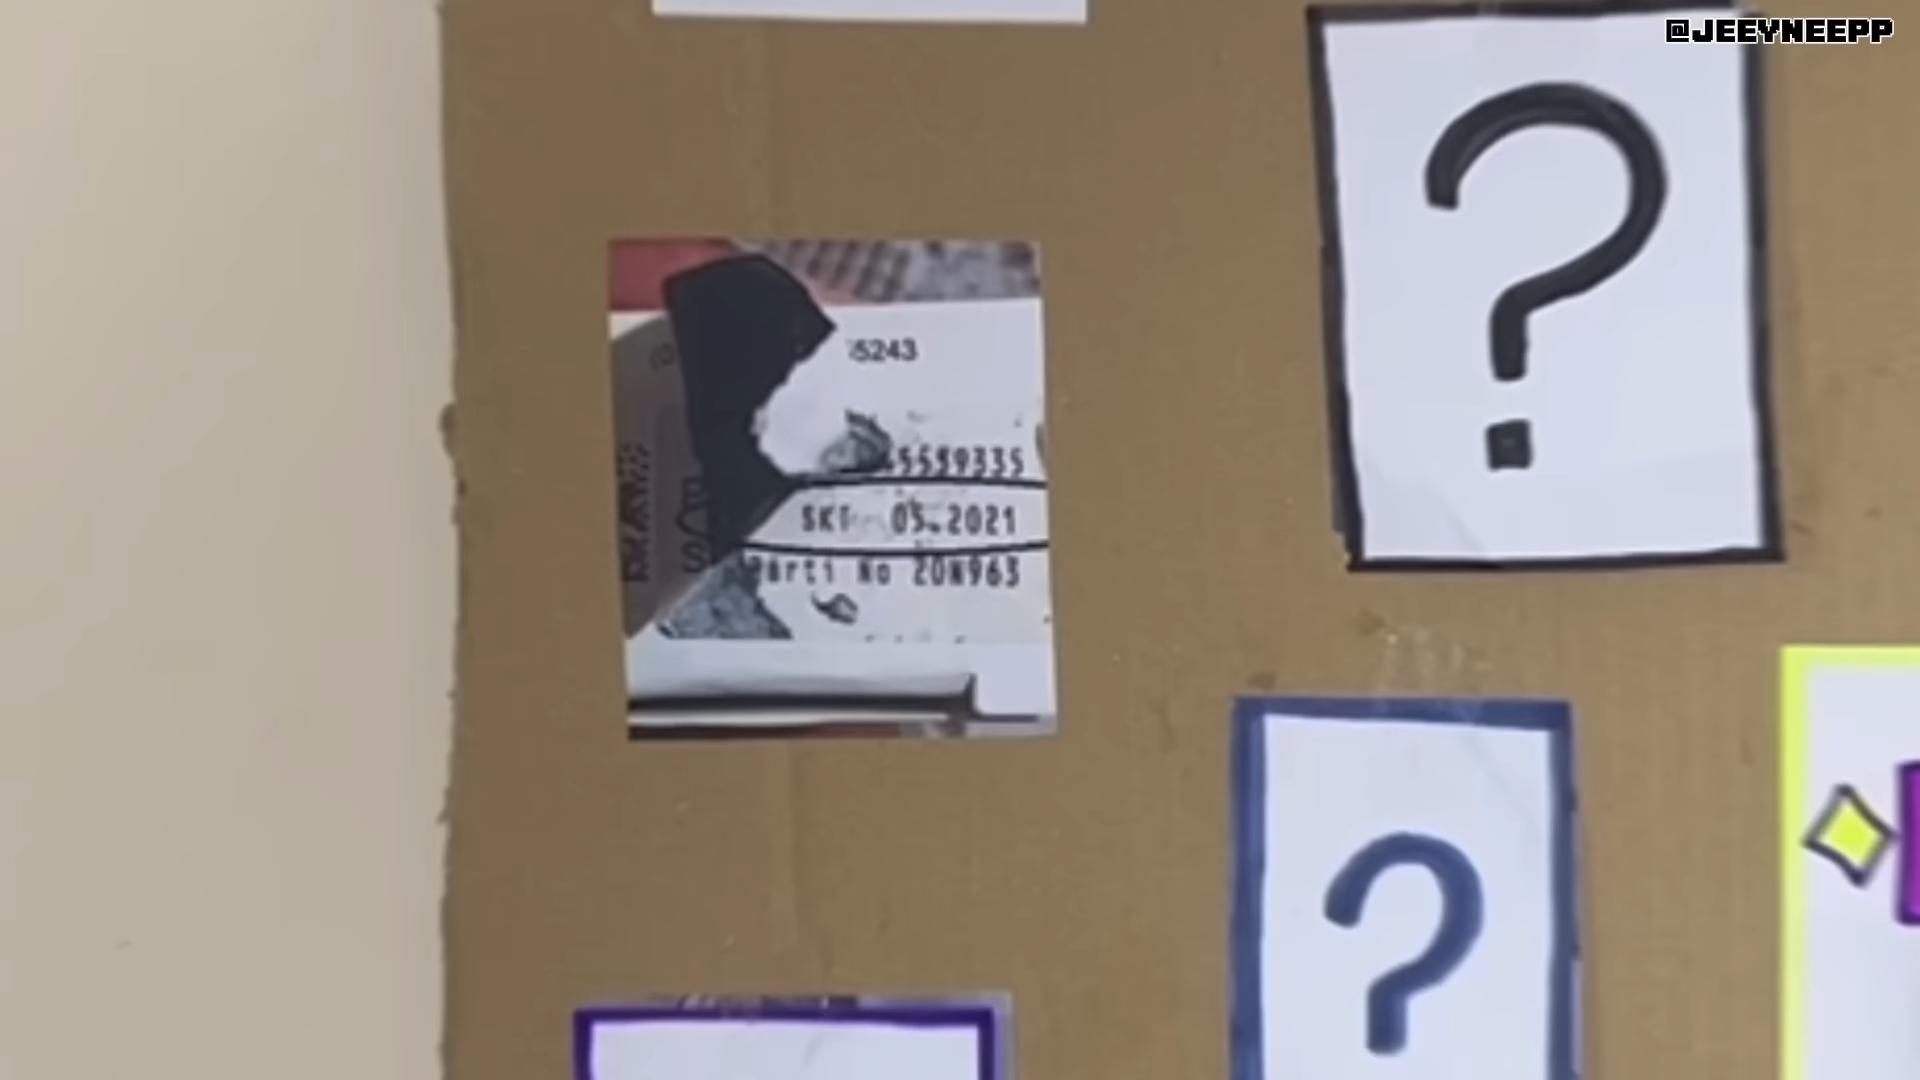 @JEEYNEEPP
?
5243
5559335
SKT 05.2021
Parti No 20N963
?